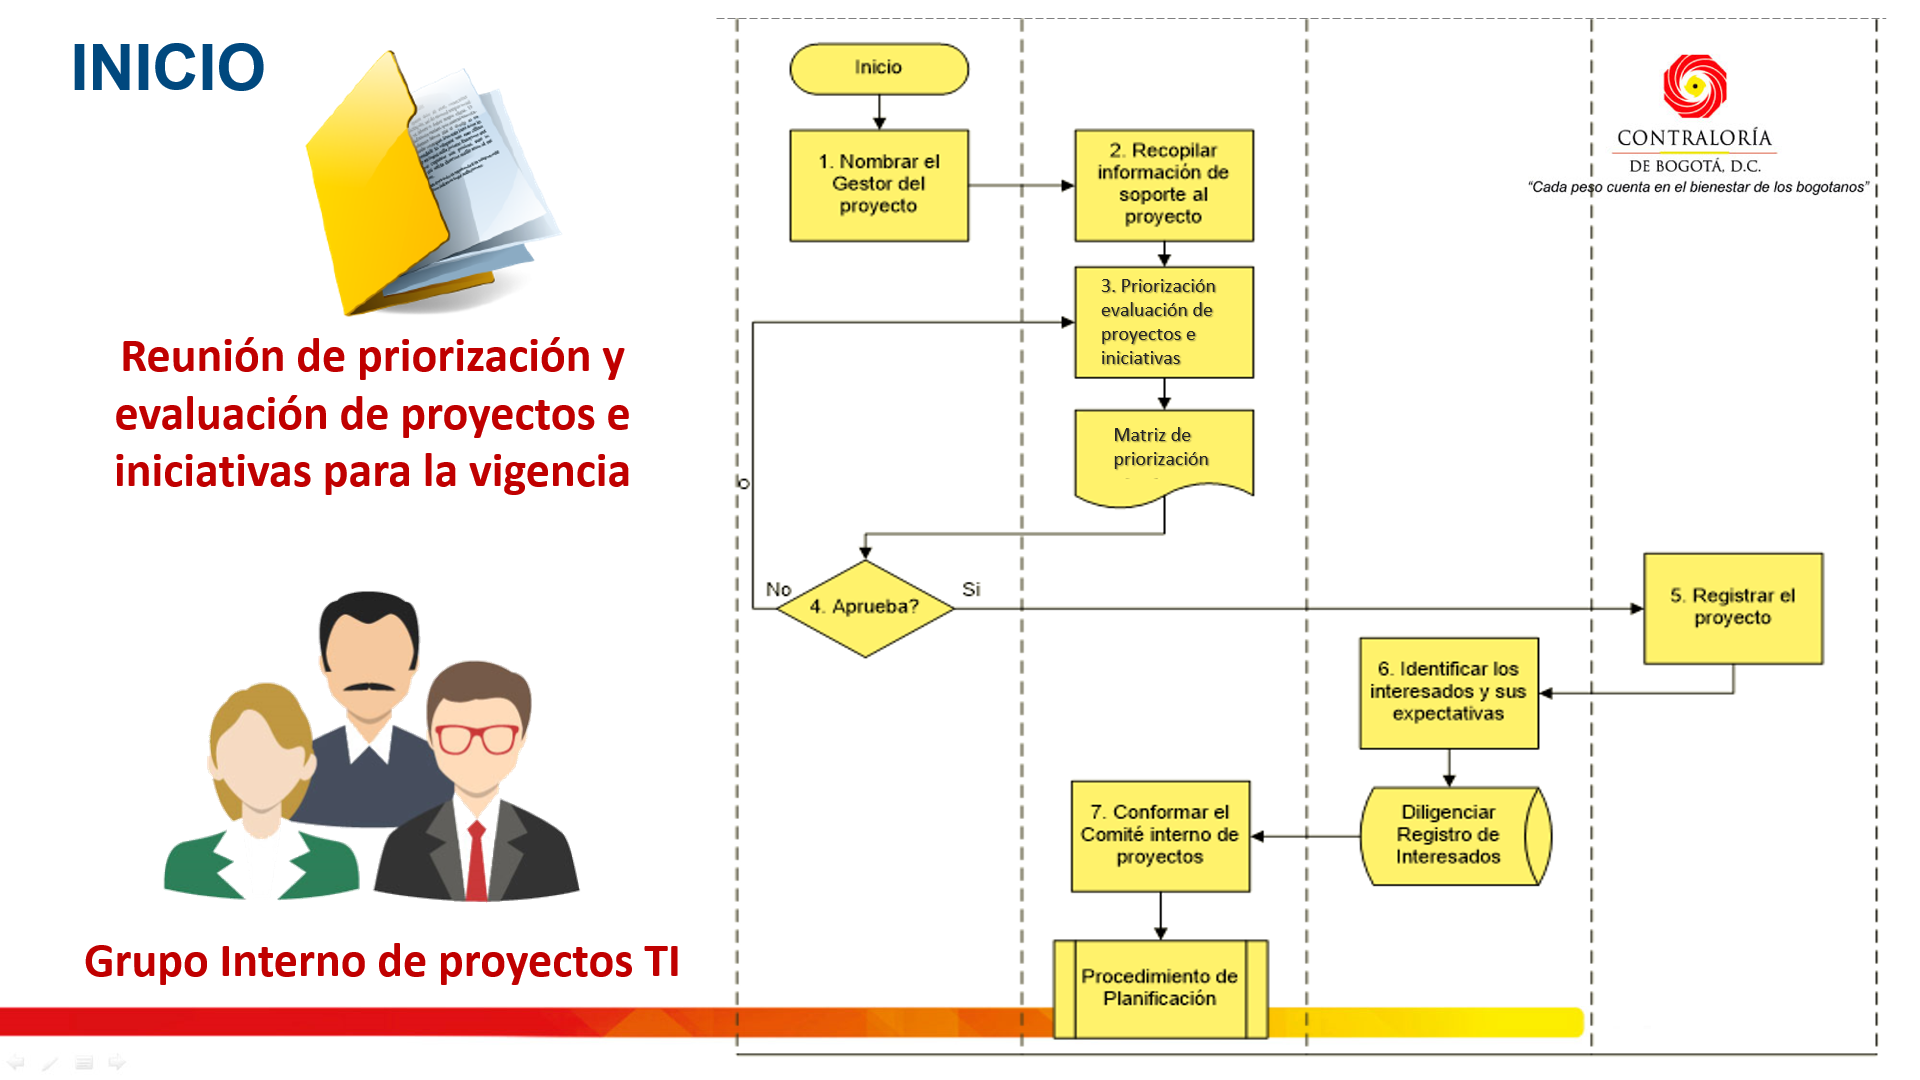 INICIO
Reunión de priorización y
evaluación de proyectos e
iniciativas para la vigencia
Grupo Interno de proyectos TI
CONTRALORÍA
DE BOGOTÁ, D.C.
“Cada peso cuenta en el bienestar de los bogotanos”
Inicio
1. Nombrar el
Gestor del
proyecto
2. Recopilar
información de
soporte al
proyecto
3. Priorización
evaluación de
proyectos e
iniciativas
Matriz de
priorización
o
No
4. Aprueba?
Si
5. Registrar el
proyecto
6. Identificar los
interesados y sus
expectativas
Diligenciar
Registro de
Interesados
7. Conformar el
Comité interno de
proyectos
Procedimiento de
Planificación